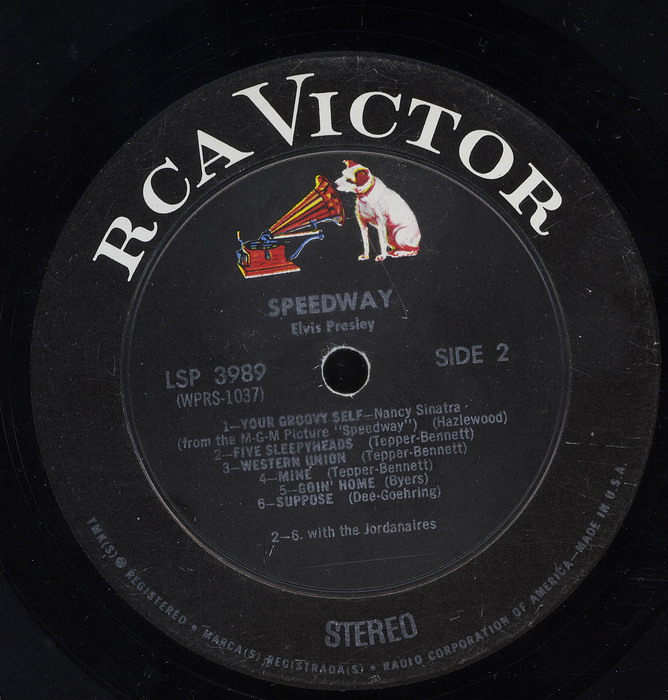 RCA VICTOR
SPEEDWAY
Elvis Presley
LSP 3989
(WPRS-1037)
SIDE 2
1—YOUR GROOVY SELF—Nancy Sinatra
(from the M-G-M Picture "Speedway") (Hazlewood)
2—FIVE SLEEPYHEADS (Tepper-Bennett)
3—WESTERN UNION (Tepper-Bennett)
4—MINE (Tepper-Bennett)
5—GOIN' HOME (Byers)
6—SUPPOSE (Dee-Goehring)
2—6. with the Jordanaires
STEREO
TMK(S) ® REGISTERED • MARCA(S) REGISTRADA(S) • RADIO CORPORATION OF AMERICA—MADE IN U.S.A.